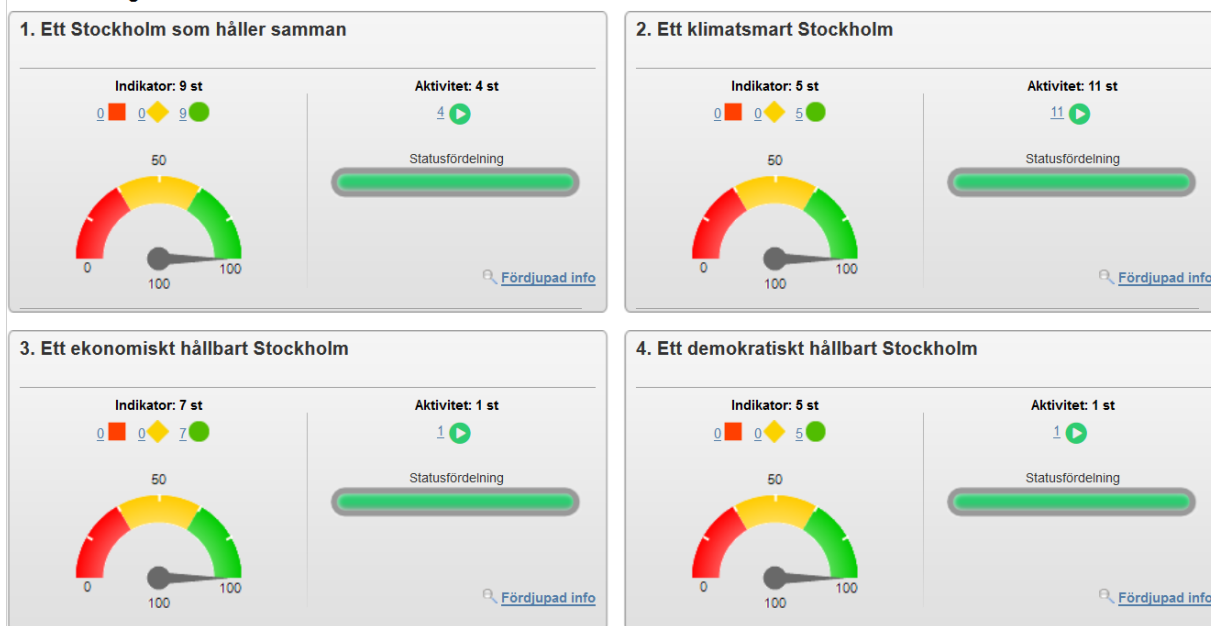 1. Ett Stockholm som håller samman
Indikator: 9 st
0 0 9
50
0 100
100
Aktivitet: 4 st
4
Statusfördelning
Fördjupad info
2. Ett klimatsmart Stockholm
Indikator: 5 st
0 0 5
50
0 100
100
Aktivitet: 11 st
11
Statusfördelning
Fördjupad info
3. Ett ekonomiskt hållbart Stockholm
Indikator: 7 st
0 0 7
50
0 100
100
Aktivitet: 1 st
1
Statusfördelning
Fördjupad info
4. Ett demokratiskt hållbart Stockholm
Indikator: 5 st
0 0 5
50
0 100
100
Aktivitet: 1 st
1
Statusfördelning
Fördjupad info